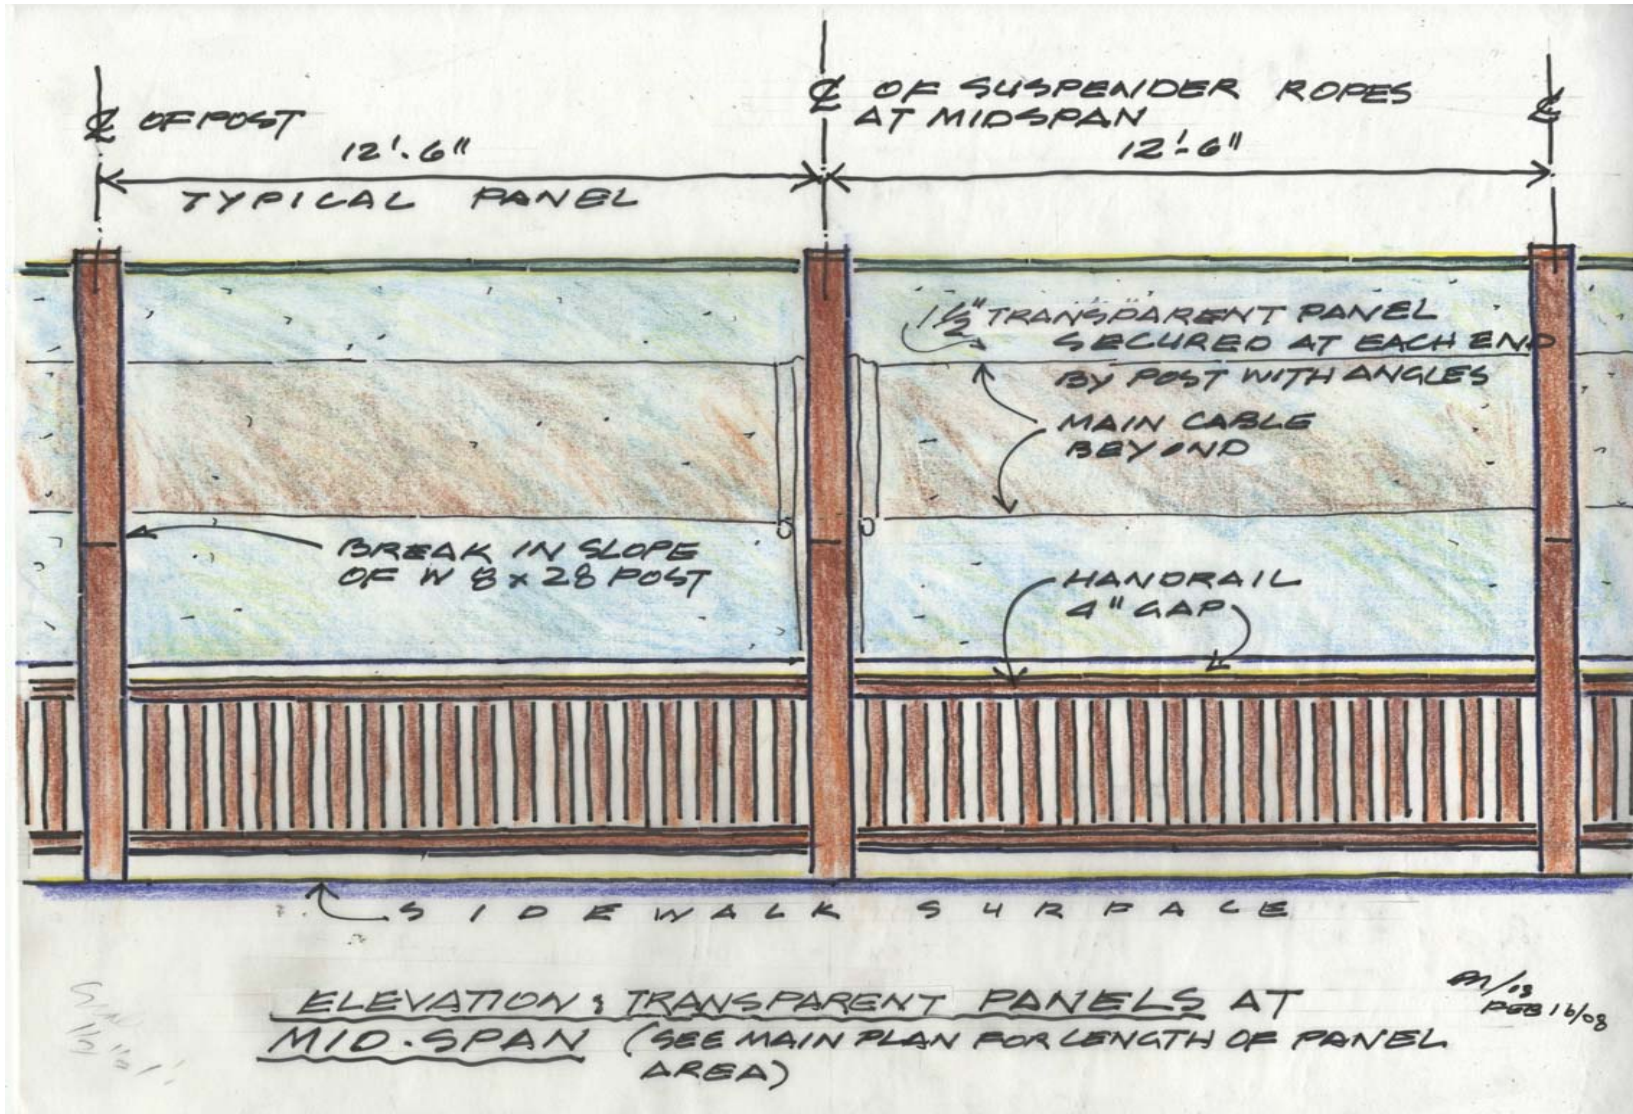 ℄ OF POST
12'-6"
TYPICAL PANEL
℄ OF SUSPENDER ROPES
AT MIDSPAN
12'-6"
℄
1½" TRANSPARENT PANEL
SECURED AT EACH END
BY POST WITH ANGLES
MAIN CABLE
BEYOND
BREAK IN SLOPE
OF W 8 x 28 POST
HANDRAIL
4" GAP
SIDEWALK SURFACE
ELEVATION: TRANSPARENT PANELS AT
MID-SPAN (SEE MAIN PLAN FOR LENGTH OF PANEL
AREA)
FEB 16/08